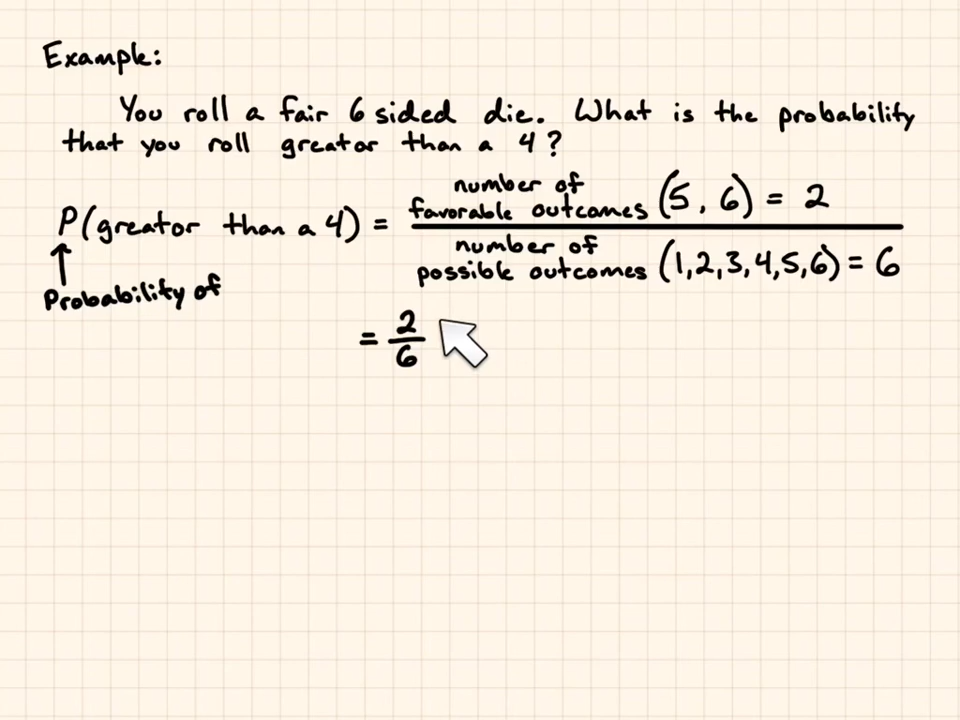 Example:
You roll a fair 6 sided die. What is the probability
that you roll greator than a 4?
P(greator than a 4) = number of favorable outcomes (5, 6) = 2
number of possible outcomes (1,2,3,4,5,6) = 6
↑
Probability of
= 2/6